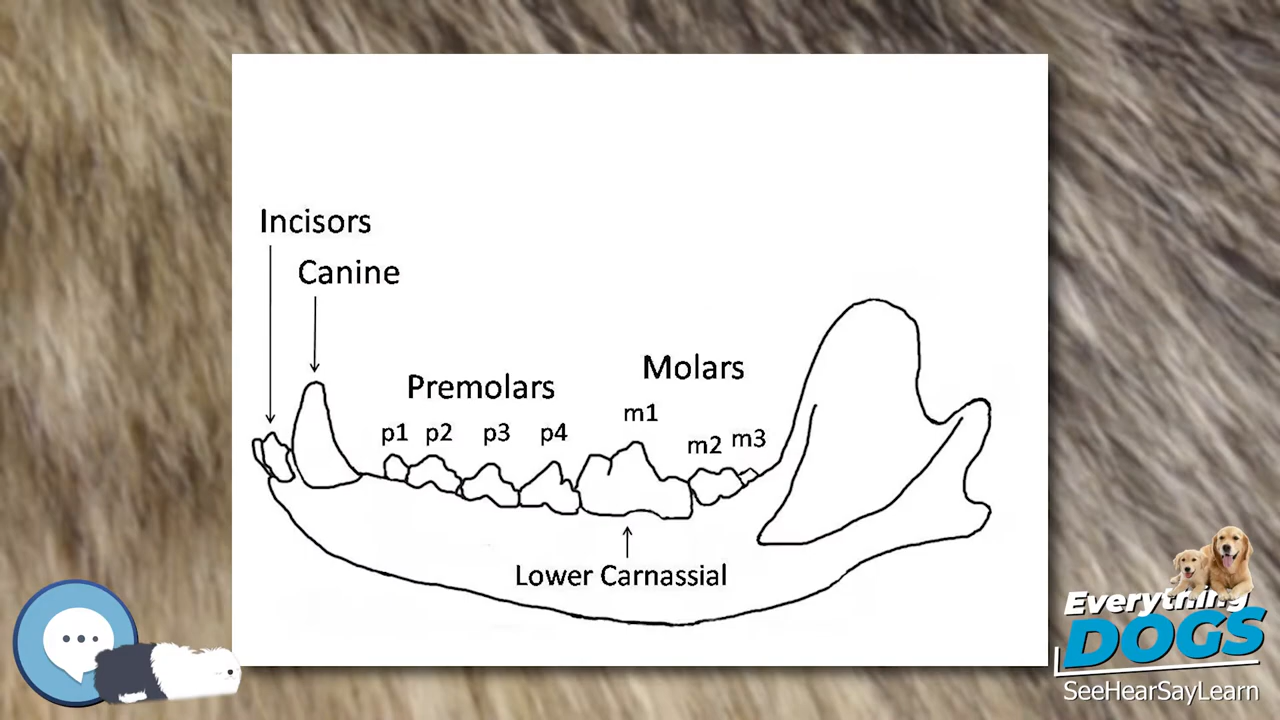 Incisors
Canine
Molars
Premolars
m1
p1 p2 p3 p4
m2 m3
Lower Carnassial
Everything
DOGS
SeeHearSayLearn